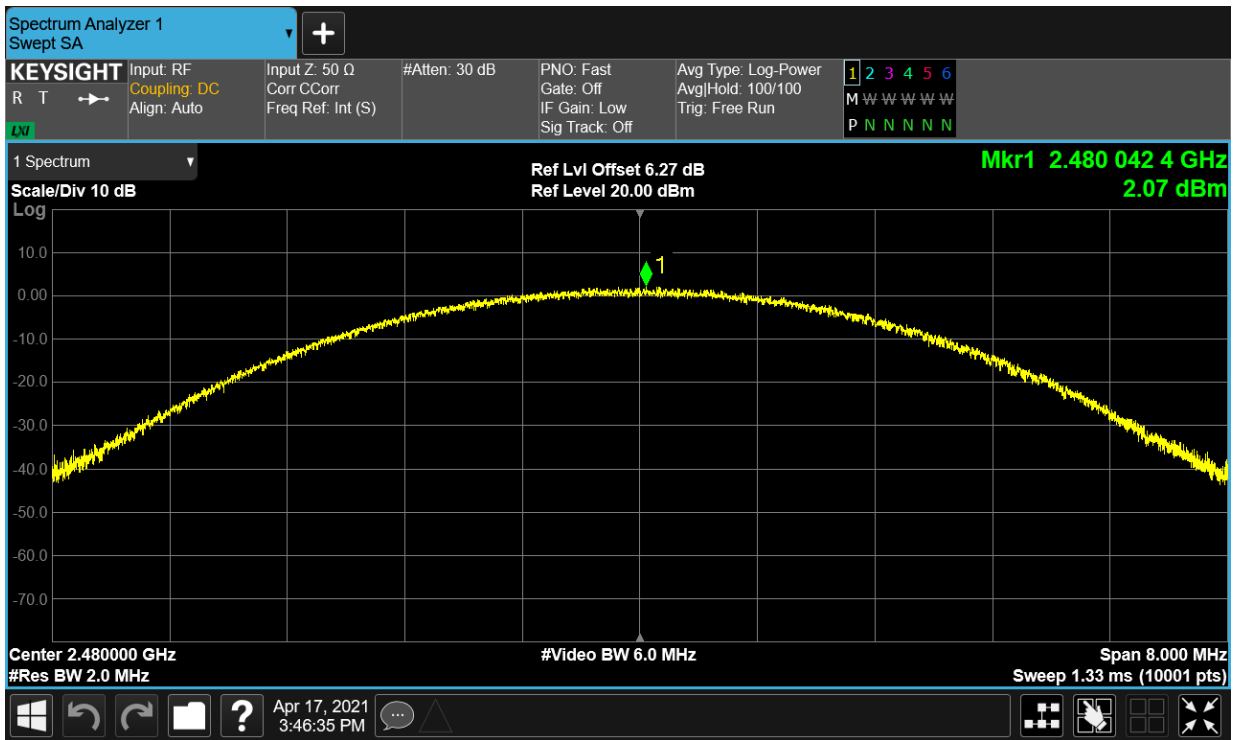 Spectrum Analyzer 1
Swept SA
▼
+
KEYSIGHT
R T
LXI
Input: RF
Coupling: DC
Align: Auto
Input Z: 50 Ω
Corr CCorr
Freq Ref: Int (S)
#Atten: 30 dB
PNO: Fast
Gate: Off
IF Gain: Low
Sig Track: Off
Avg Type: Log-Power
Avg|Hold: 100/100
Trig: Free Run
1 2 3 4 5 6
M W W W W W
P N N N N N
1 Spectrum
▼
Scale/Div 10 dB
Log
Ref Lvl Offset 6.27 dB
Ref Level 20.00 dBm
Mkr1 2.480 042 4 GHz
2.07 dBm
10.0
0.00
-10.0
-20.0
-30.0
-40.0
-50.0
-60.0
-70.0
1
Center 2.480000 GHz
#Res BW 2.0 MHz
#Video BW 6.0 MHz
Span 8.000 MHz
Sweep 1.33 ms (10001 pts)
?
Apr 17, 2021
3:46:35 PM